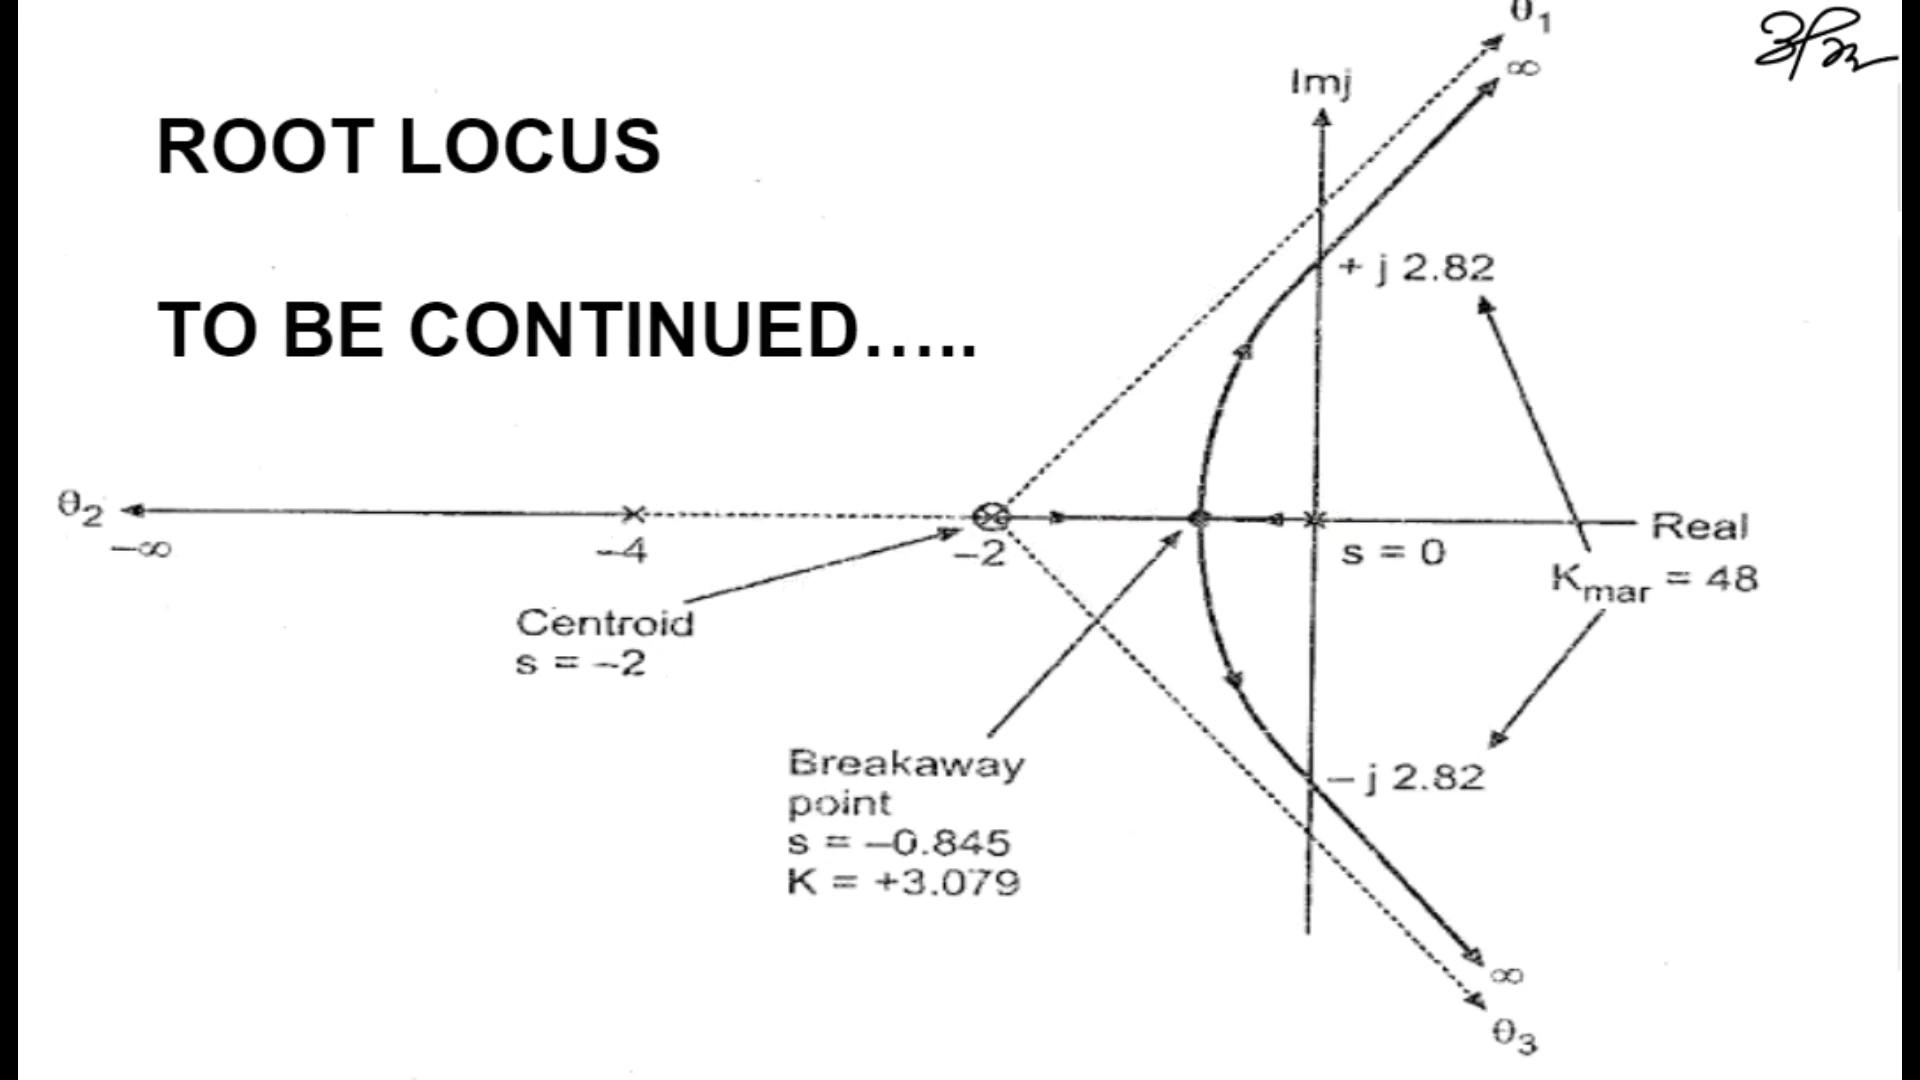 θ1
∞
Imj
ROOT LOCUS
+ j 2.82
TO BE CONTINUED.....
θ2
−∞
−4
−2
s = 0
Real
Kmar = 48
Centroid
s = −2
Breakaway
point
s = −0.845
K = +3.079
− j 2.82
∞
θ3